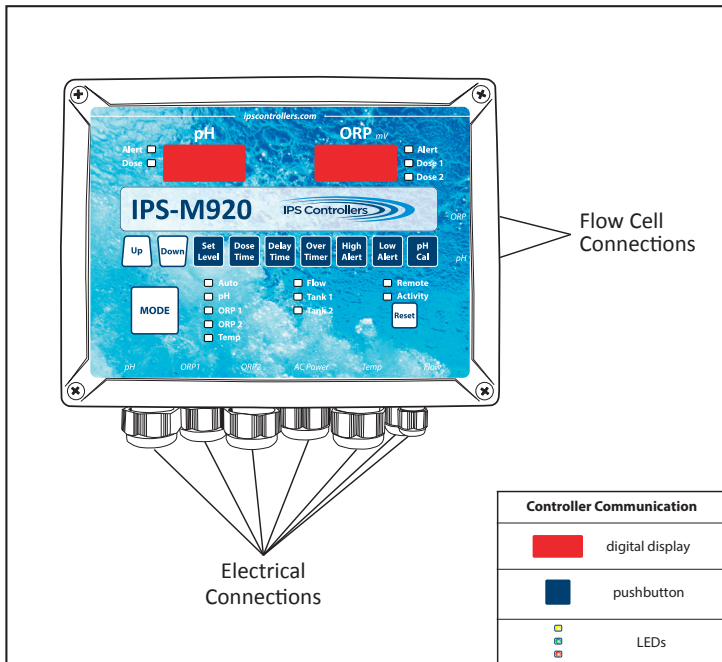 ipscontrollers.com
pH ORP mV
Alert Alert
Dose Dose 1
Dose 2
IPS-M920 IPS Controllers
ORP
Flow Cell
Connections
pH
Up Down Set Level Dose Time Delay Time Over Timer High Alert Low Alert pH Cal
Auto Flow Remote
pH Tank 1 Activity
MODE ORP 1 Tank 2 Reset
ORP 2
Temp
pH ORP1 ORP2 AC Power Temp Flow
Electrical
Connections
Controller Communication
digital display
pushbutton
LEDs